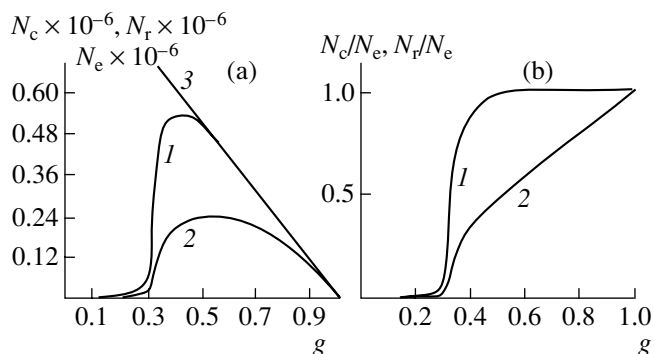 N_c × 10^-6, N_r × 10^-6
N_e × 10^-6
(a)
3
0.60
0.48
1
0.36
0.24
2
0.12
0.1 0.3 0.5 0.7 0.9
g
N_c/N_e, N_r/N_e
(b)
1.0
1
2
0.5
0.2 0.4 0.6 0.8 1.0
g